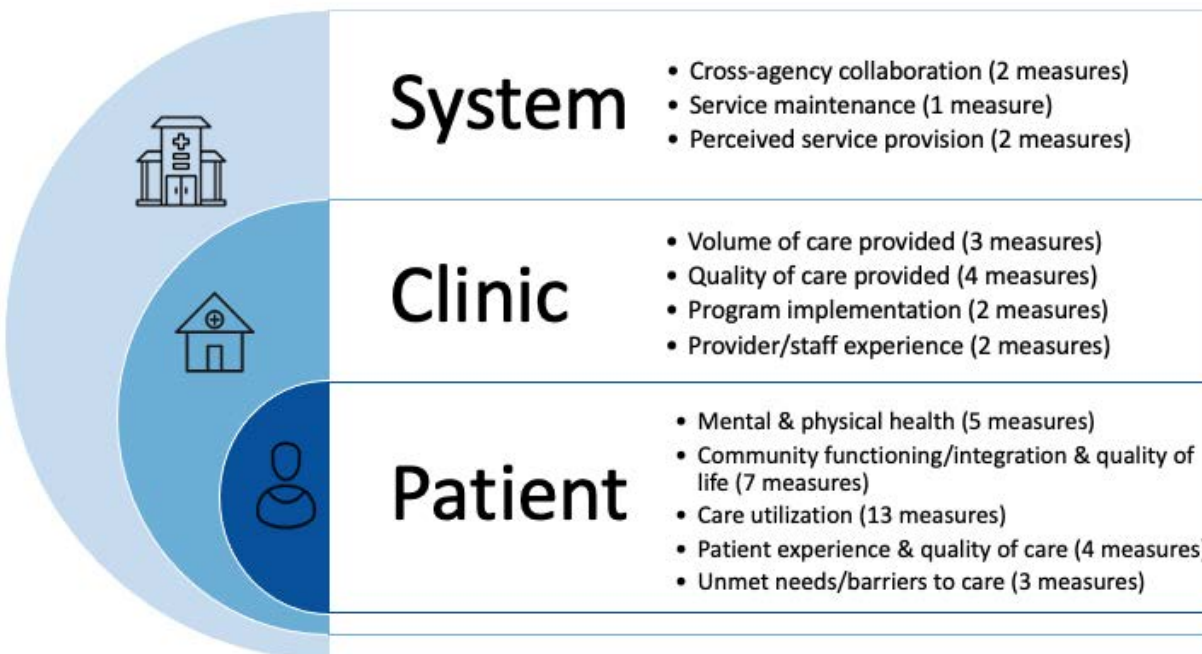 System
• Cross-agency collaboration (2 measures)
• Service maintenance (1 measure)
• Perceived service provision (2 measures)
Clinic
• Volume of care provided (3 measures)
• Quality of care provided (4 measures)
• Program implementation (2 measures)
• Provider/staff experience (2 measures)
Patient
• Mental & physical health (5 measures)
• Community functioning/integration & quality of
life (7 measures)
• Care utilization (13 measures)
• Patient experience & quality of care (4 measures)
• Unmet needs/barriers to care (3 measures)